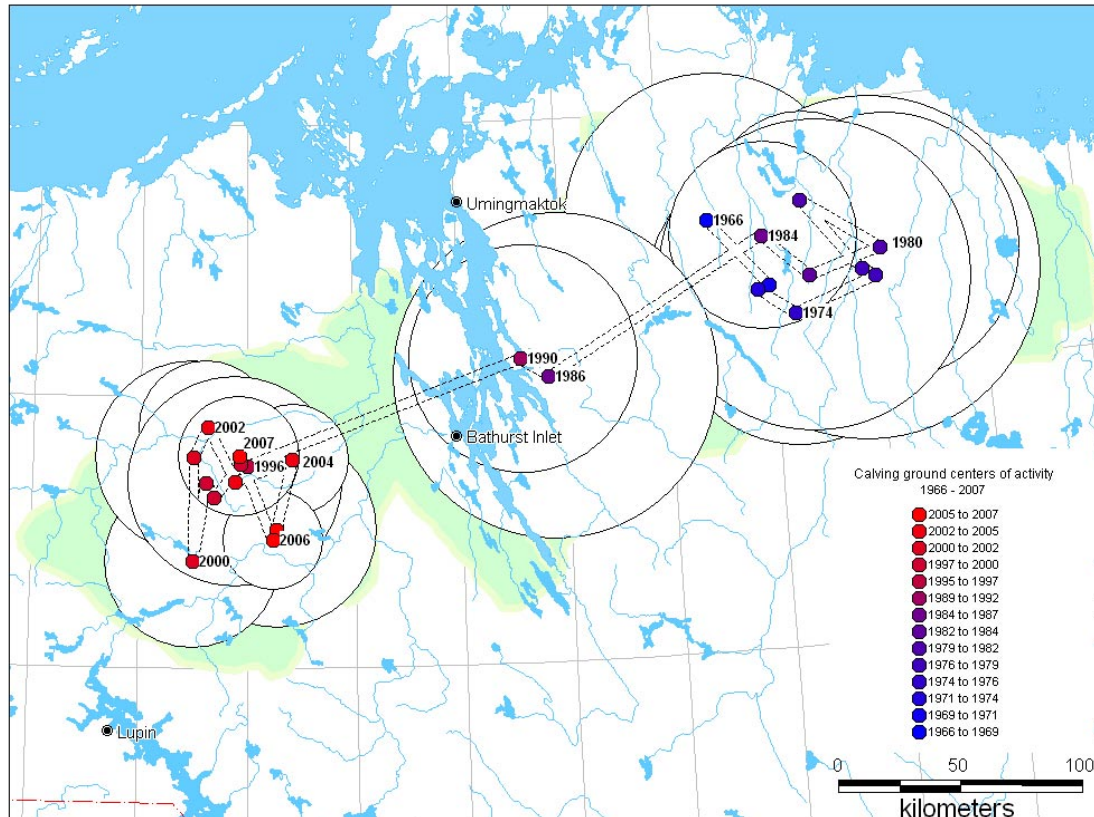 Umingmaktok
1966
1984
1980
1974
1990
1986
Bathurst Inlet
2002
2007
1996
2004
2006
2000
Lupin
Calving ground centers of activity
1966 - 2007
2005 to 2007
2002 to 2005
2000 to 2002
1997 to 2000
1995 to 1997
1989 to 1992
1984 to 1987
1982 to 1984
1979 to 1982
1976 to 1979
1974 to 1976
1971 to 1974
1969 to 1971
1966 to 1969
0 50 100
kilometers